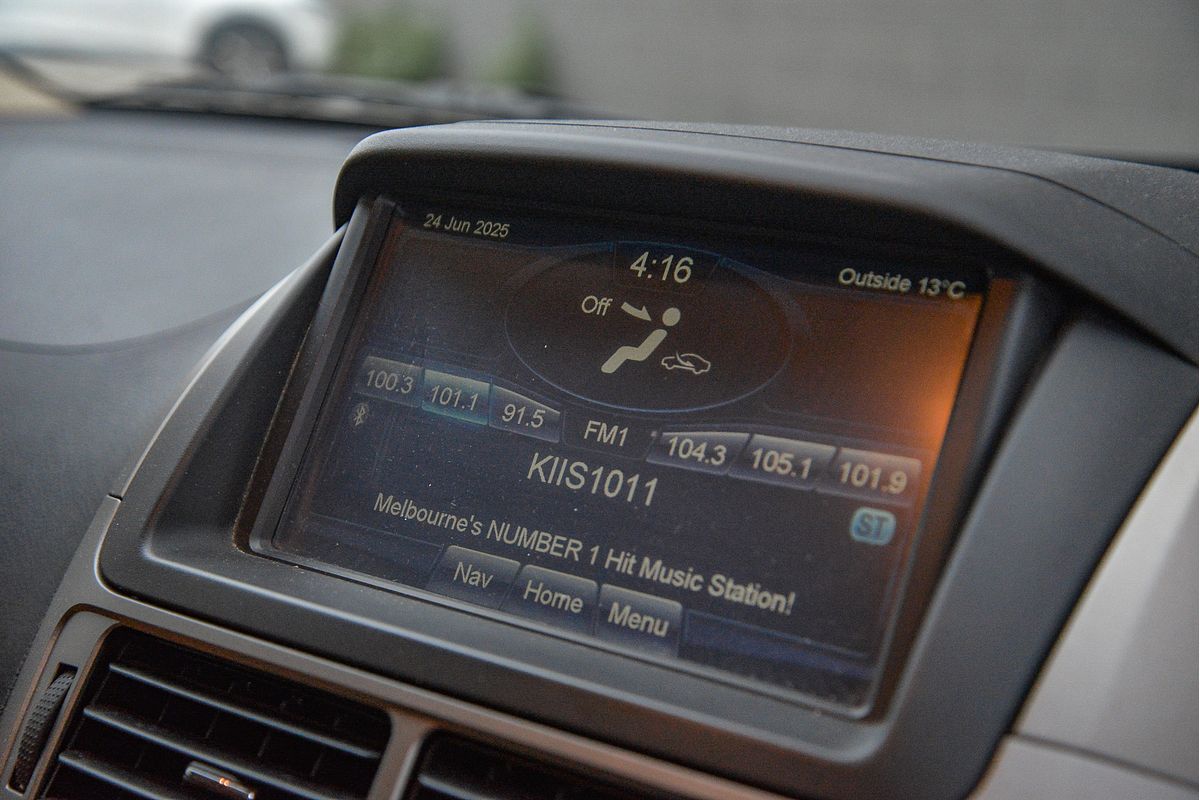 24 Jun 2025
4:16
Outside 13°C
Off
100.3 101.1 91.5 FM1 104.3 105.1 101.9
KIIS1011
ST
Melbourne's NUMBER 1 Hit Music Station!
Nav Home Menu